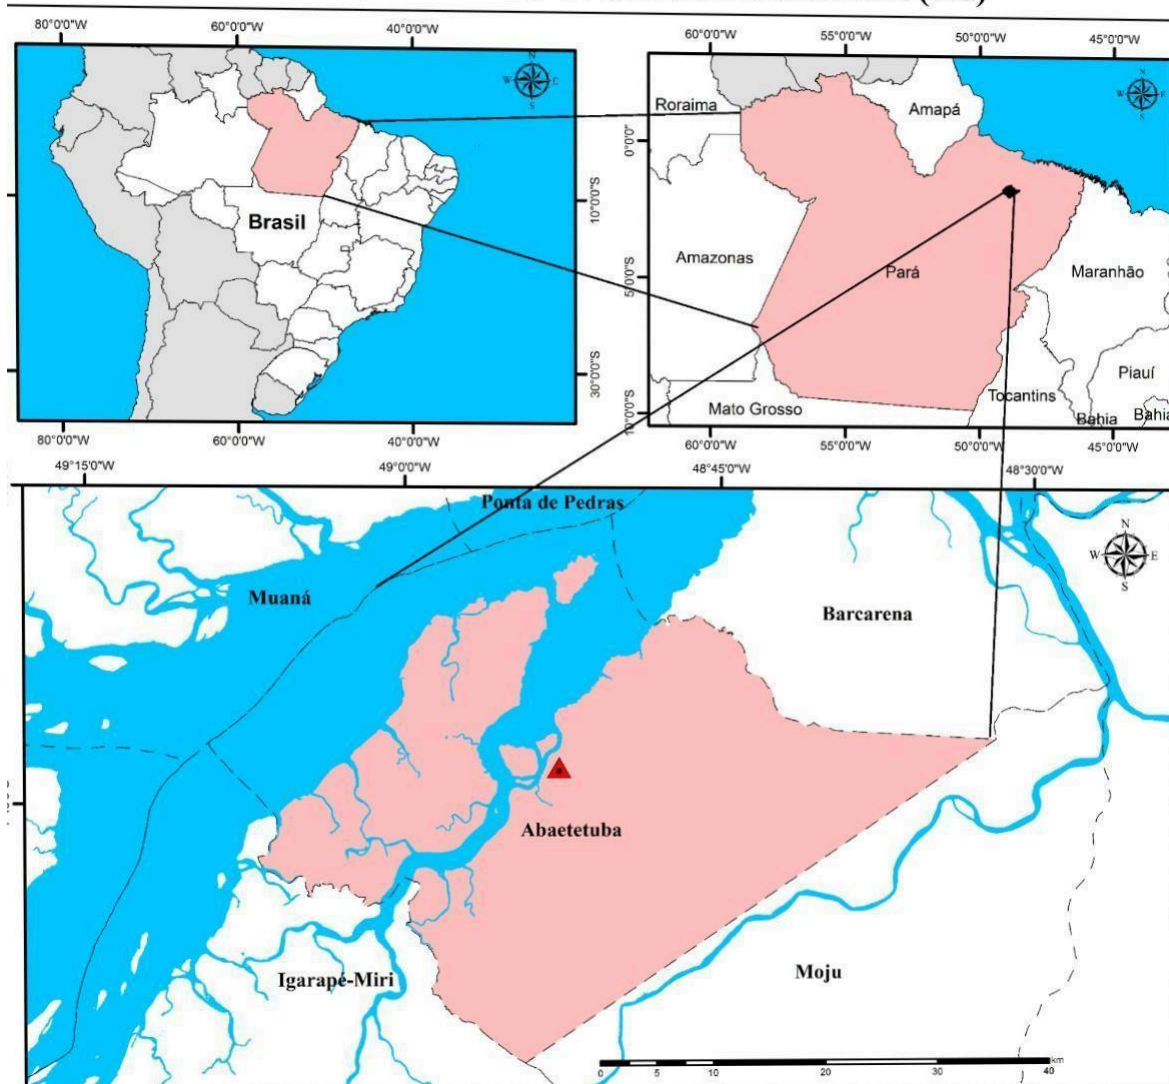 80°0'0"W 60°0'0"W 40°0'0"W
60°0'0"W 55°0'0"W 50°0'0"W 45°0'0"W
N
W E
S
N
W E
S
Roraima
Amapá
0°0'0"
10°0'0"S
Brasil
Amazonas
Pará
Maranhão
5°0'0"S
30°0'0"S
Piauí
Tocantins
Mato Grosso
Bahia
Bahia
10°0'0"S
80°0'0"W 60°0'0"W 40°0'0"W
60°0'0"W 55°0'0"W 50°0'0"W 45°0'0"W
49°15'0"W 49°0'0"W 48°45'0"W 48°30'0"W
Ponta de Pedras
N
W E
S
Muaná
Barcarena
Abaetetuba
Igarapé-Miri
Moju
km
0 5 10 20 30 40